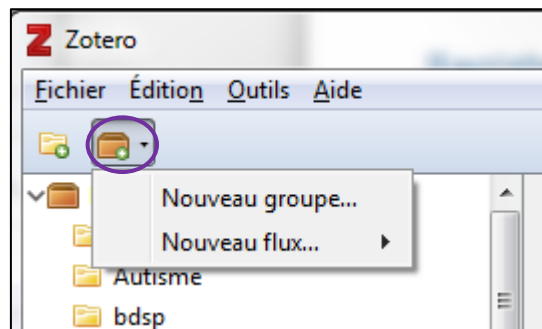 Zotero
Fichier Édition Outils Aide
Nouveau groupe...
Nouveau flux...
Autisme
bdsp